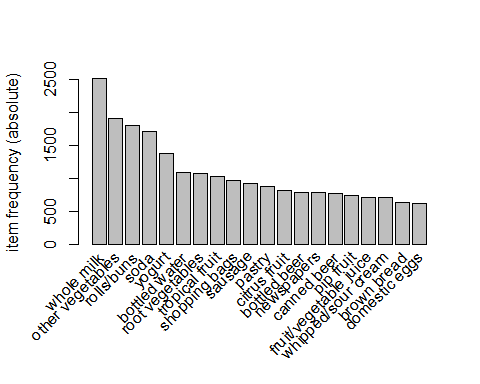 item frequency (absolute)
2500
1500
500
0
whole milk
other vegetables
rolls/buns
soda
yogurt
bottled water
root vegetables
tropical fruit
shopping bags
sausage
pastry
citrus fruit
bottled beer
newspapers
canned beer
pip fruit
fruit/vegetable juice
whipped/sour cream
brown bread
domestic eggs